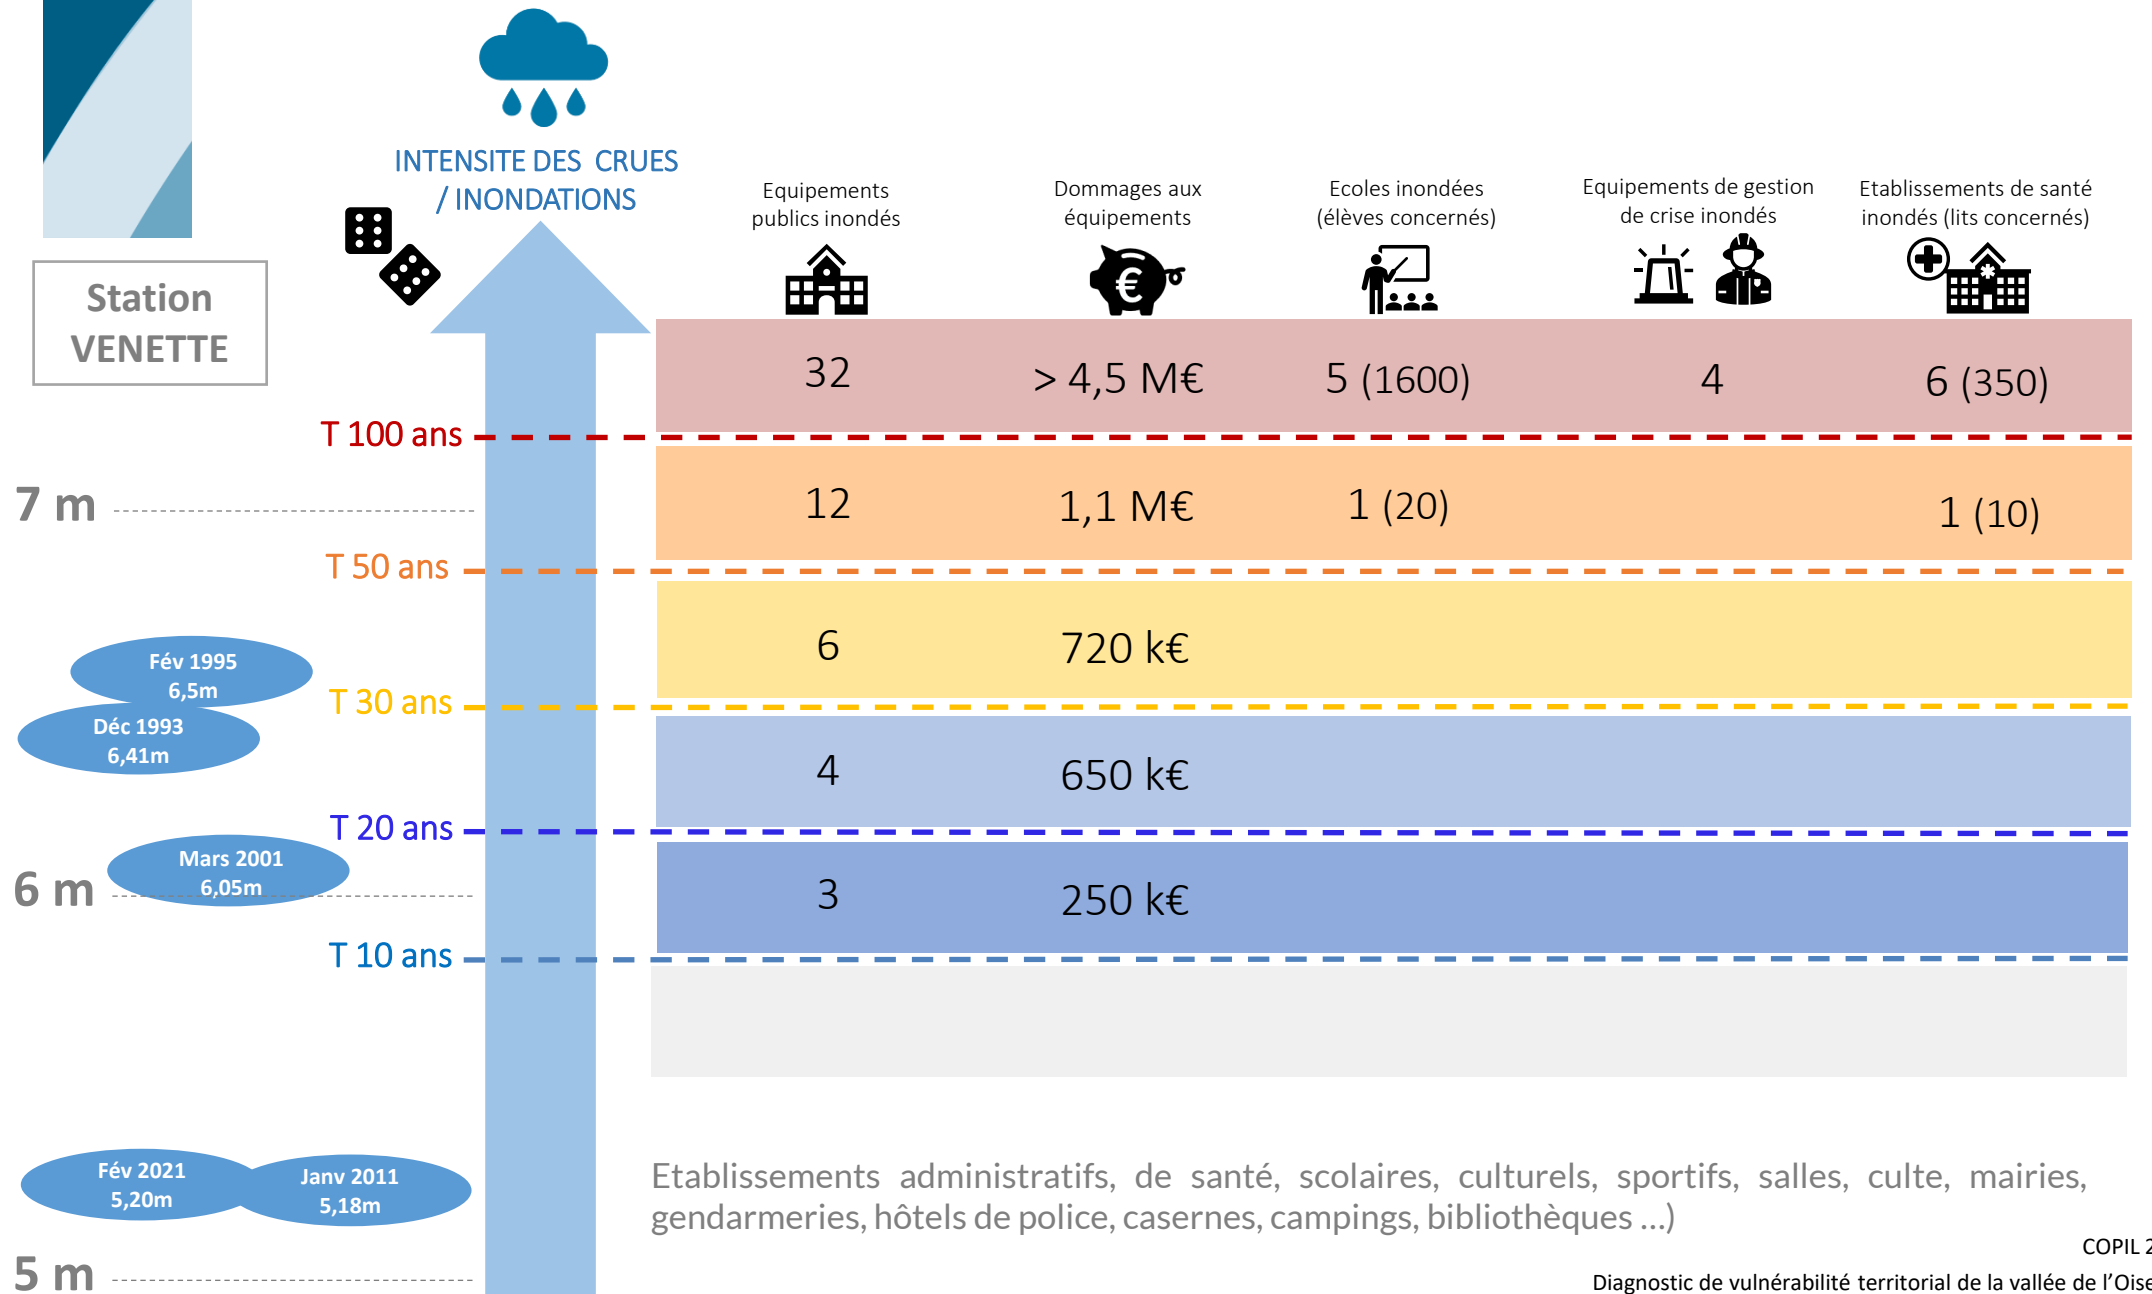 INTENSITE DES CRUES
/ INONDATIONS
Station
VENETTE
Equipements
publics inondés
Dommages aux
équipements
Ecoles inondées
(élèves concernés)
Equipements de gestion
de crise inondés
Etablissements de santé
inondés (lits concernés)
€
32
> 4,5 M€
5 (1600)
4
6 (350)
T 100 ans
7 m
12
1,1 M€
1 (20)
1 (10)
T 50 ans
6
720 k€
Fév 1995
6,5m
T 30 ans
Déc 1993
6,41m
4
650 k€
T 20 ans
Mars 2001
6,05m
6 m
3
250 k€
T 10 ans
Fév 2021
5,20m
Janv 2011
5,18m
5 m
Etablissements administratifs, de santé, scolaires, culturels, sportifs, salles, culte, mairies,
gendarmeries, hôtels de police, casernes, campings, bibliothèques ...)
COPIL 2
Diagnostic de vulnérabilité territorial de la vallée de l'Oise